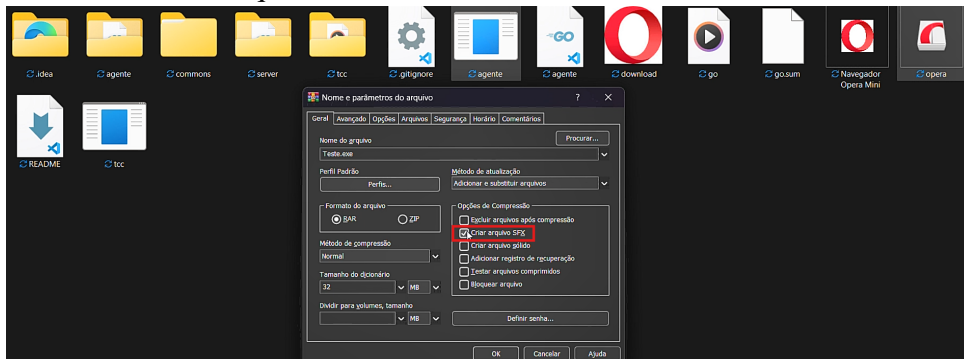 .idea
agente
commons
server
tcc
.gitignore
agente
agente
download
go
go.sum
Navegador
Opera Mini
opera
README
tcc
Nome e parâmetros do arquivo
Geral Avançado Opções Arquivos Segurança Horário Comentários
Nome do arquivo
Procurar...
Teste.exe
Perfil Padrão
Perfis...
Método de atualização
Adicionar e substituir arquivos
Formato do arquivo
RAR
ZIP
Método de compressão
Normal
Tamanho do dicionário
32 MB
Dividir para volumes, tamanho
MB
Opções de Compressão
Excluir arquivos após compressão
Criar arquivo SFX
Criar arquivo sólido
Adicionar registro de recuperação
Testar arquivos comprimidos
Bloquear arquivo
Definir senha...
OK
Cancelar
Ajuda